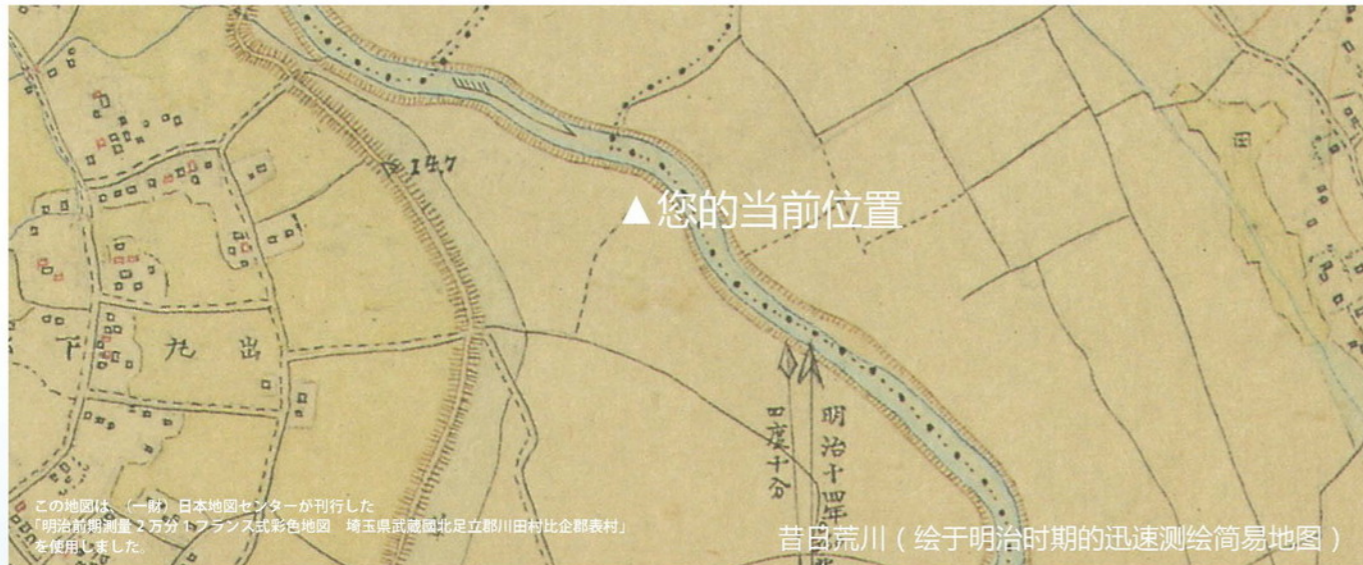 147
▲您的当前位置
下丸出
四度十分
明治十四年
この地図は、（一財）日本地図センターが刊行した
「明治前期測量2万分1フランス式彩色地図　埼玉県武蔵國北足立郡川田村比企郡表村」
を使用しました。
昔日荒川（绘于明治时期的迅速测绘简易地图）